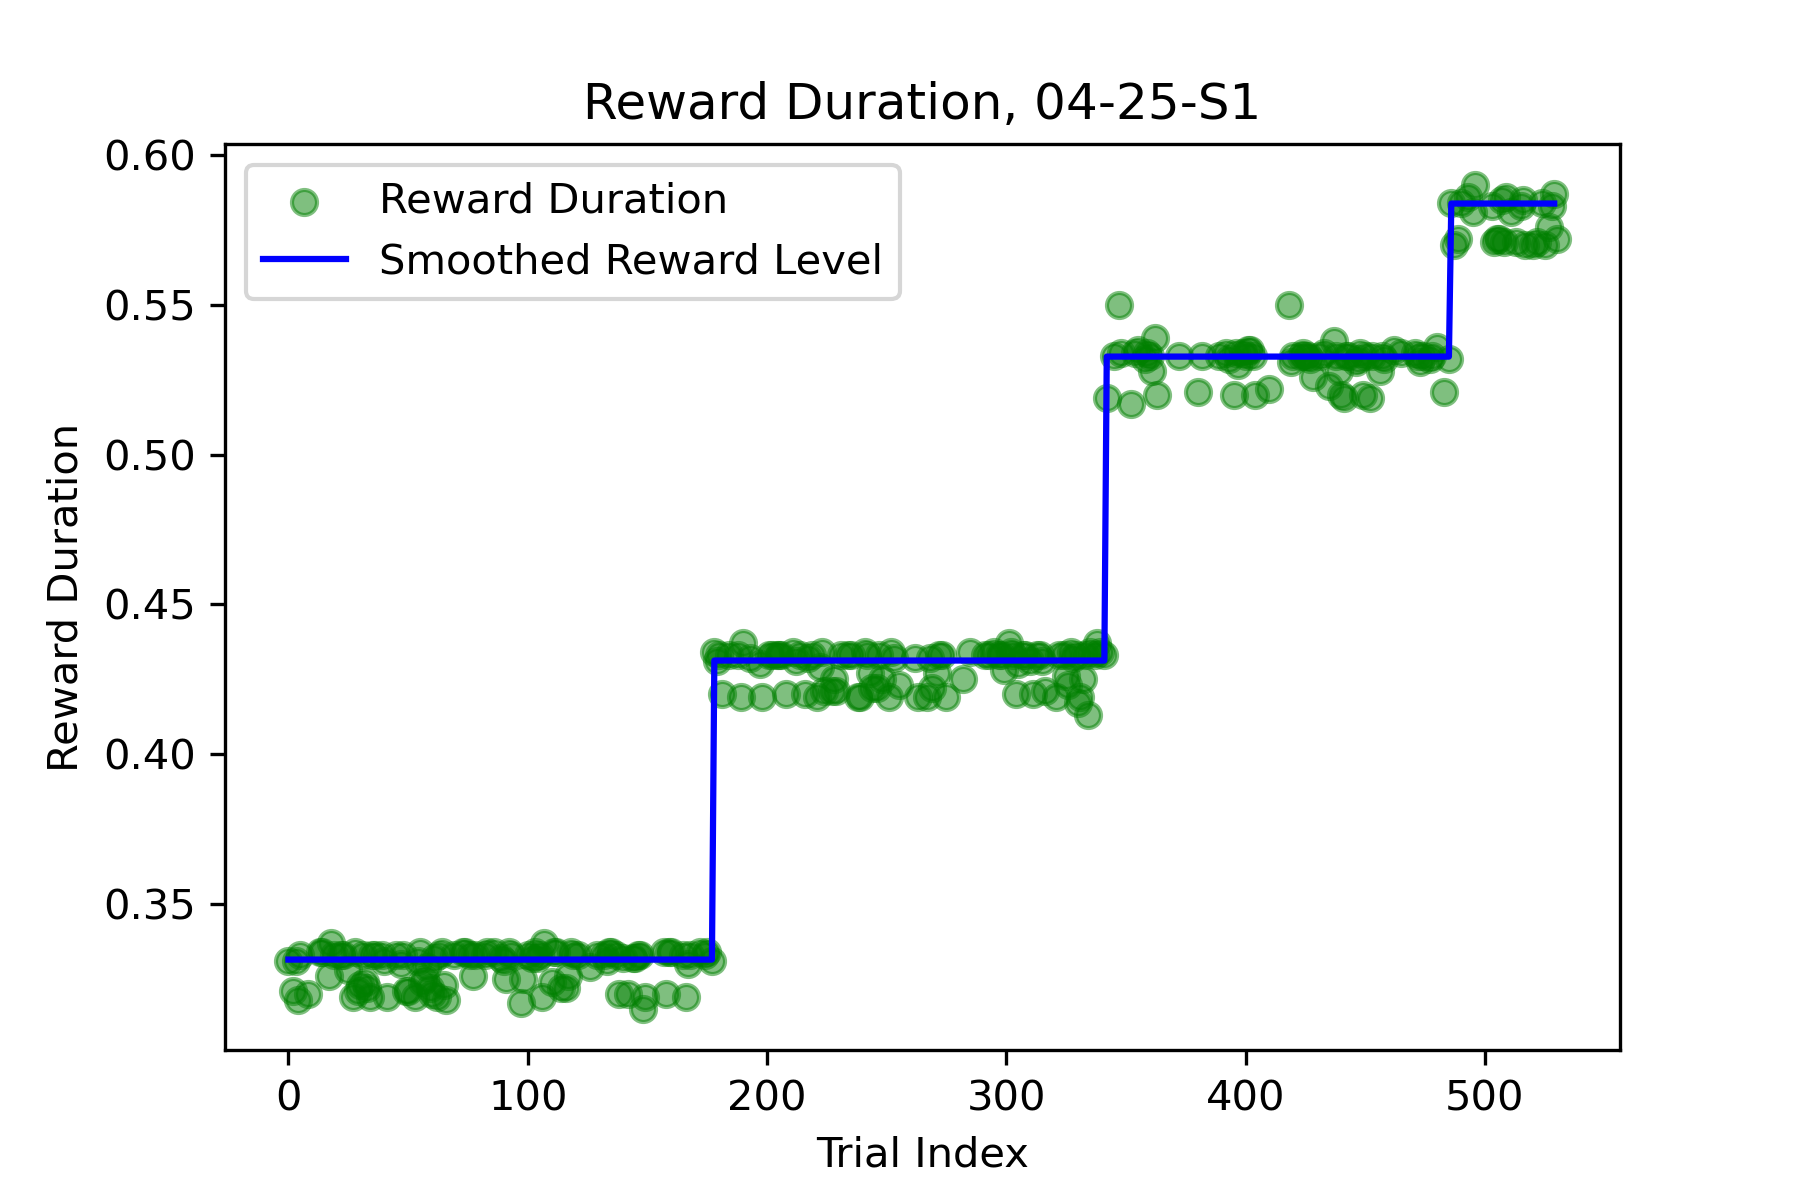 Reward Duration, 04-25-S1
Reward Duration
Smoothed Reward Level
0.60
0.55
0.50
0.45
0.40
0.35
Reward Duration
0 100 200 300 400 500
Trial Index